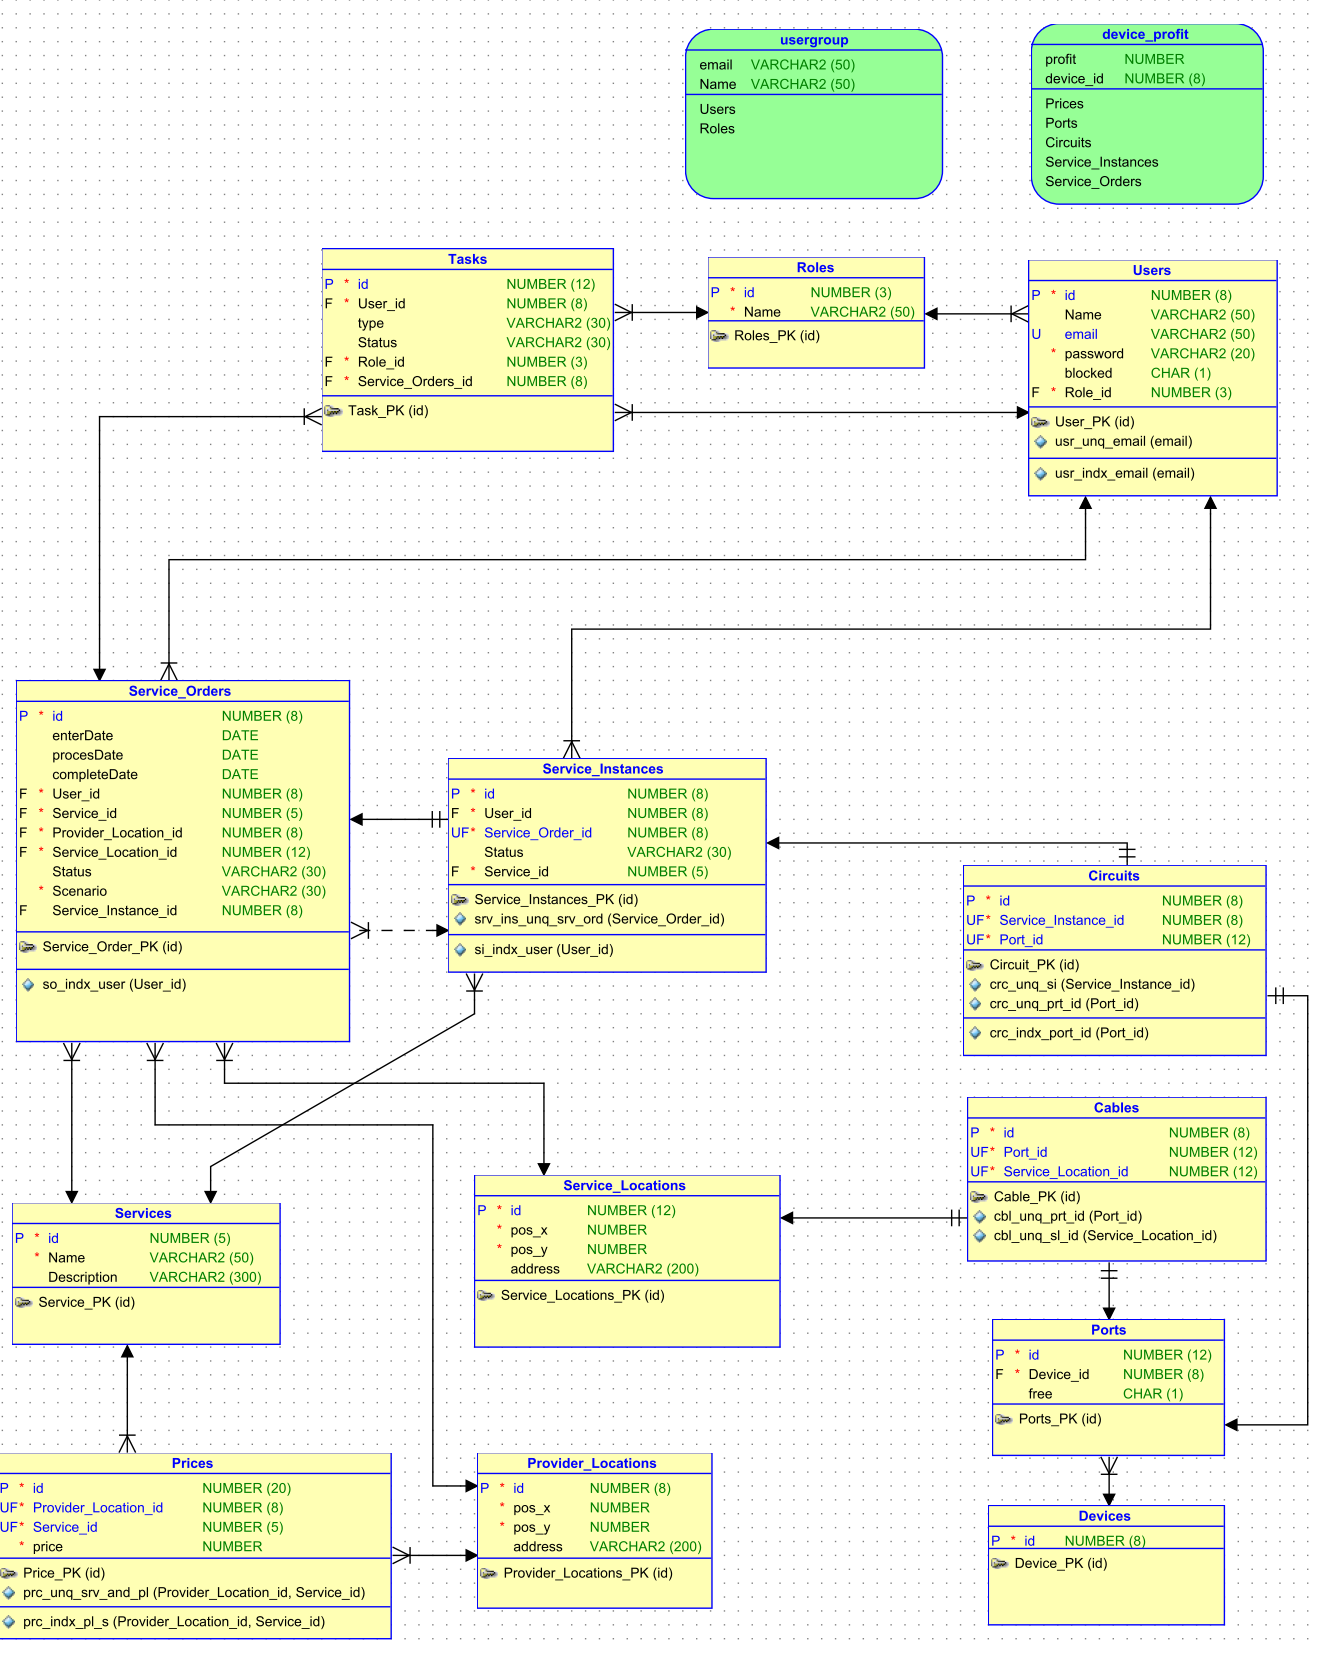 usergroup
email VARCHAR2 (50)
Name VARCHAR2 (50)
Users
Roles
device_profit
profit NUMBER
device_id NUMBER (8)
Prices
Ports
Circuits
Service_Instances
Service_Orders
Tasks
P * id NUMBER (12)
F * User_id NUMBER (8)
type VARCHAR2 (30)
Status VARCHAR2 (30)
F * Role_id NUMBER (3)
F * Service_Orders_id NUMBER (8)
Task_PK (id)
Roles
P * id NUMBER (3)
* Name VARCHAR2 (50)
Roles_PK (id)
Users
P * id NUMBER (8)
Name VARCHAR2 (50)
U email VARCHAR2 (50)
* password VARCHAR2 (20)
blocked CHAR (1)
F * Role_id NUMBER (3)
User_PK (id)
usr_unq_email (email)
usr_indx_email (email)
Service_Orders
P * id NUMBER (8)
enterDate DATE
procesDate DATE
completeDate DATE
F * User_id NUMBER (8)
F * Service_id NUMBER (5)
F * Provider_Location_id NUMBER (8)
F * Service_Location_id NUMBER (12)
Status VARCHAR2 (30)
* Scenario VARCHAR2 (30)
F Service_Instance_id NUMBER (8)
Service_Order_PK (id)
so_indx_user (User_id)
Service_Instances
P * id NUMBER (8)
F * User_id NUMBER (8)
UF* Service_Order_id NUMBER (8)
Status VARCHAR2 (30)
F * Service_id NUMBER (5)
Service_Instances_PK (id)
srv_ins_unq_srv_ord (Service_Order_id)
si_indx_user (User_id)
Circuits
P * id NUMBER (8)
UF* Service_Instance_id NUMBER (8)
UF* Port_id NUMBER (12)
Circuit_PK (id)
crc_unq_si (Service_Instance_id)
crc_unq_prt_id (Port_id)
crc_indx_port_id (Port_id)
Cables
P * id NUMBER (8)
UF* Port_id NUMBER (12)
UF* Service_Location_id NUMBER (12)
Cable_PK (id)
cbl_unq_prt_id (Port_id)
cbl_unq_sl_id (Service_Location_id)
Services
P * id NUMBER (5)
* Name VARCHAR2 (50)
Description VARCHAR2 (300)
Service_PK (id)
Service_Locations
P * id NUMBER (12)
* pos_x NUMBER
* pos_y NUMBER
address VARCHAR2 (200)
Service_Locations_PK (id)
Ports
P * id NUMBER (12)
F * Device_id NUMBER (8)
free CHAR (1)
Ports_PK (id)
Prices
P * id NUMBER (20)
UF* Provider_Location_id NUMBER (8)
UF* Service_id NUMBER (5)
* price NUMBER
Price_PK (id)
prc_unq_srv_and_pl (Provider_Location_id, Service_id)
prc_indx_pl_s (Provider_Location_id, Service_id)
Provider_Locations
P * id NUMBER (8)
* pos_x NUMBER
* pos_y NUMBER
address VARCHAR2 (200)
Provider_Locations_PK (id)
Devices
P * id NUMBER (8)
Device_PK (id)